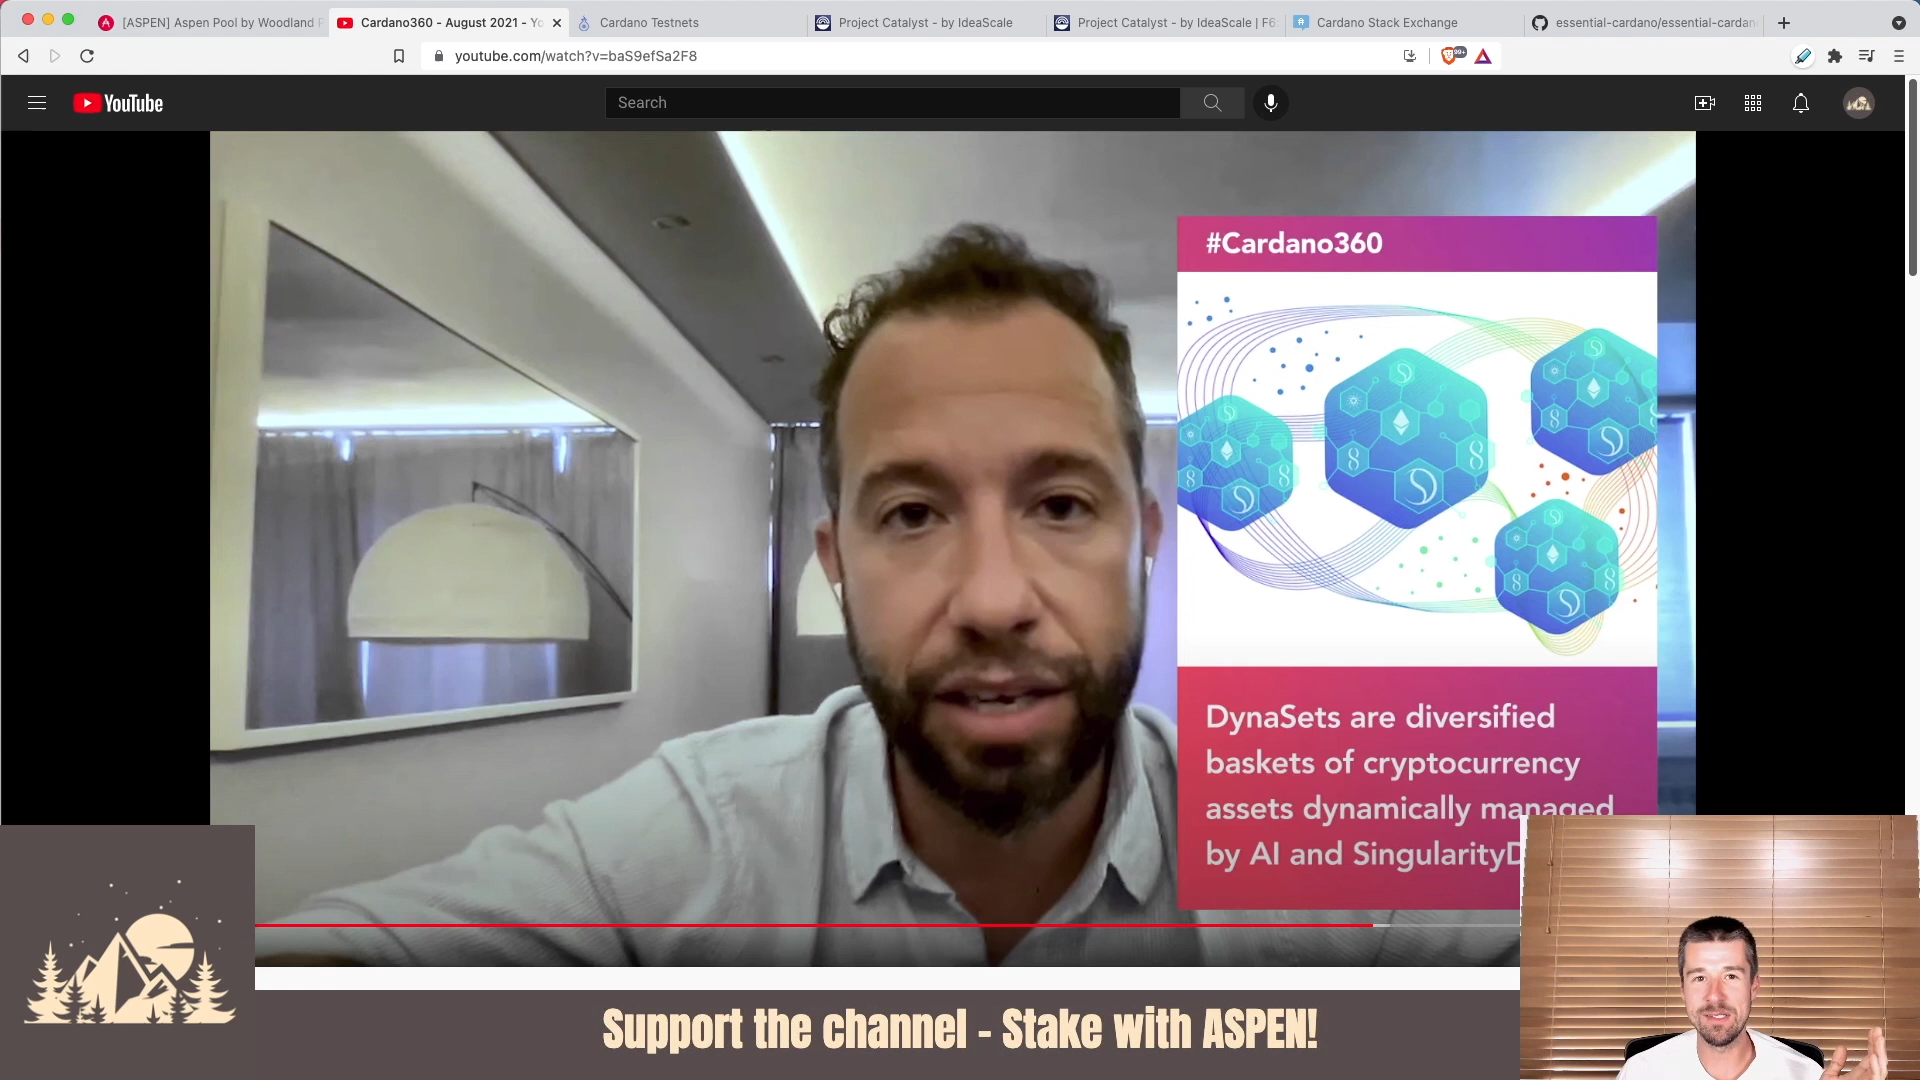 [ASPEN] Aspen Pool by Woodland P
Cardano360 - August 2021 - Yo
Cardano Testnets
Project Catalyst - by IdeaScale
Project Catalyst - by IdeaScale | F6
Cardano Stack Exchange
essential-cardano/essential-cardan
youtube.com/watch?v=baS9efSa2F8
99+
YouTube
Search
#Cardano360
DynaSets are diversified
baskets of cryptocurrency
assets dynamically managed
by AI and SingularityD
Support the channel - Stake with ASPEN!